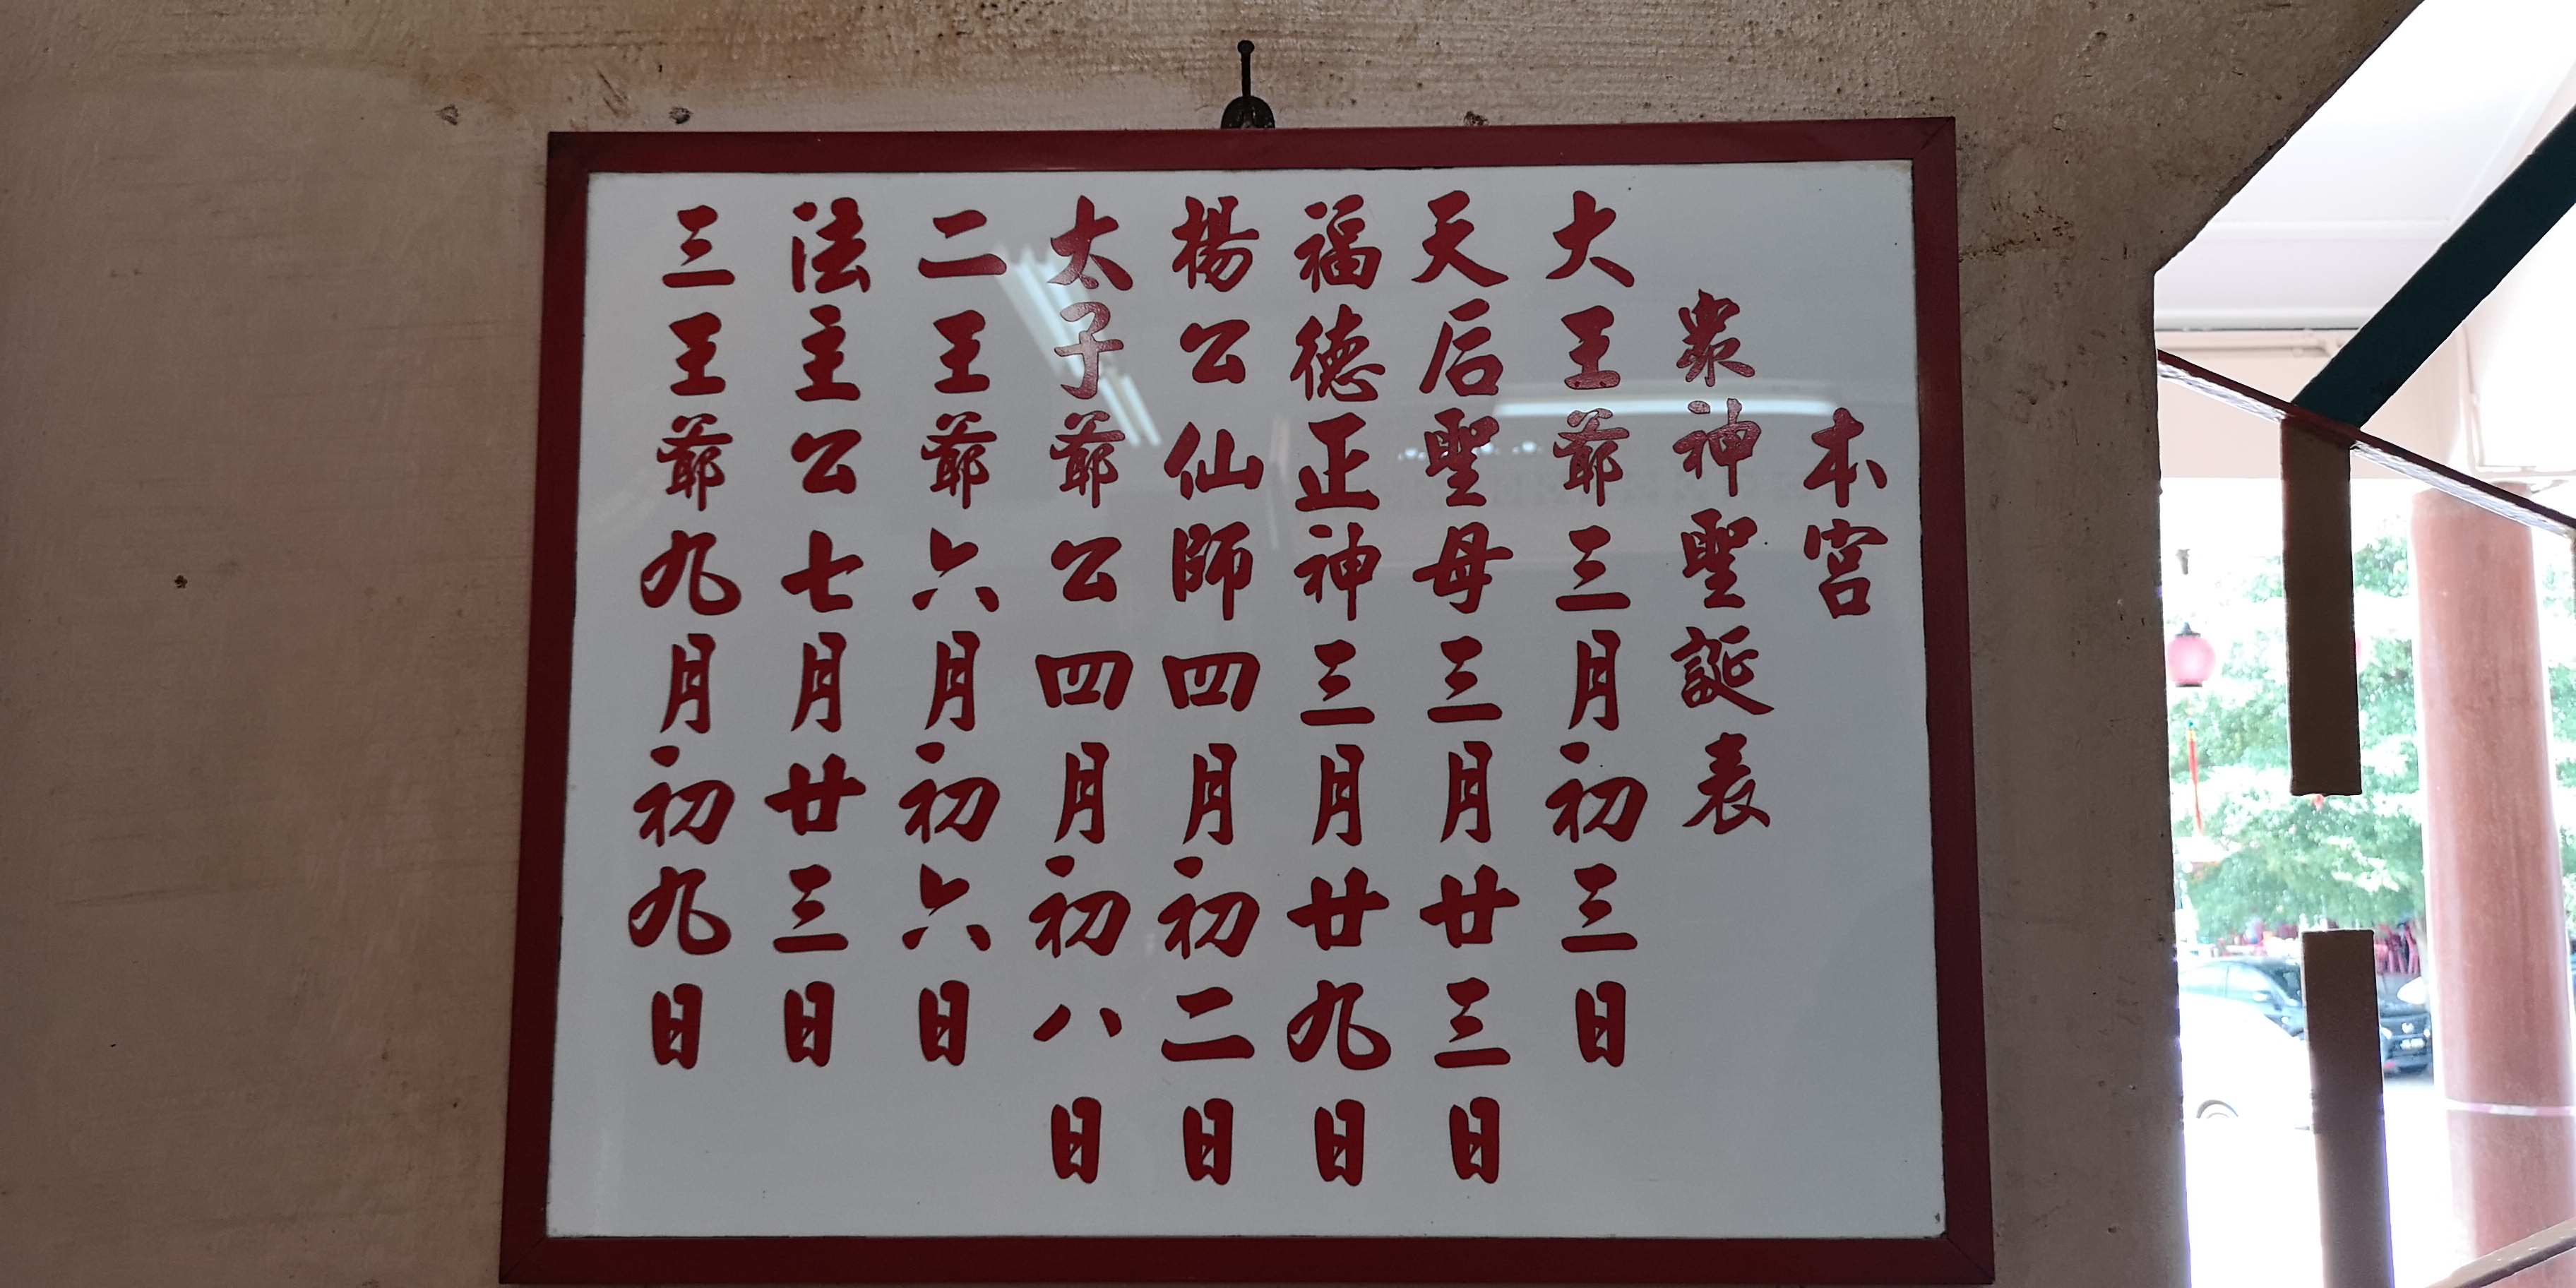 本宮
衆神聖誕表
大王爺三月初三日
天后聖母三月廿三日
福德正神三月廿九日
楊公仙師四月初二日
太子爺公四月初八日
二王爺六月初六日
法主公七月廿三日
三王爺九月初九日